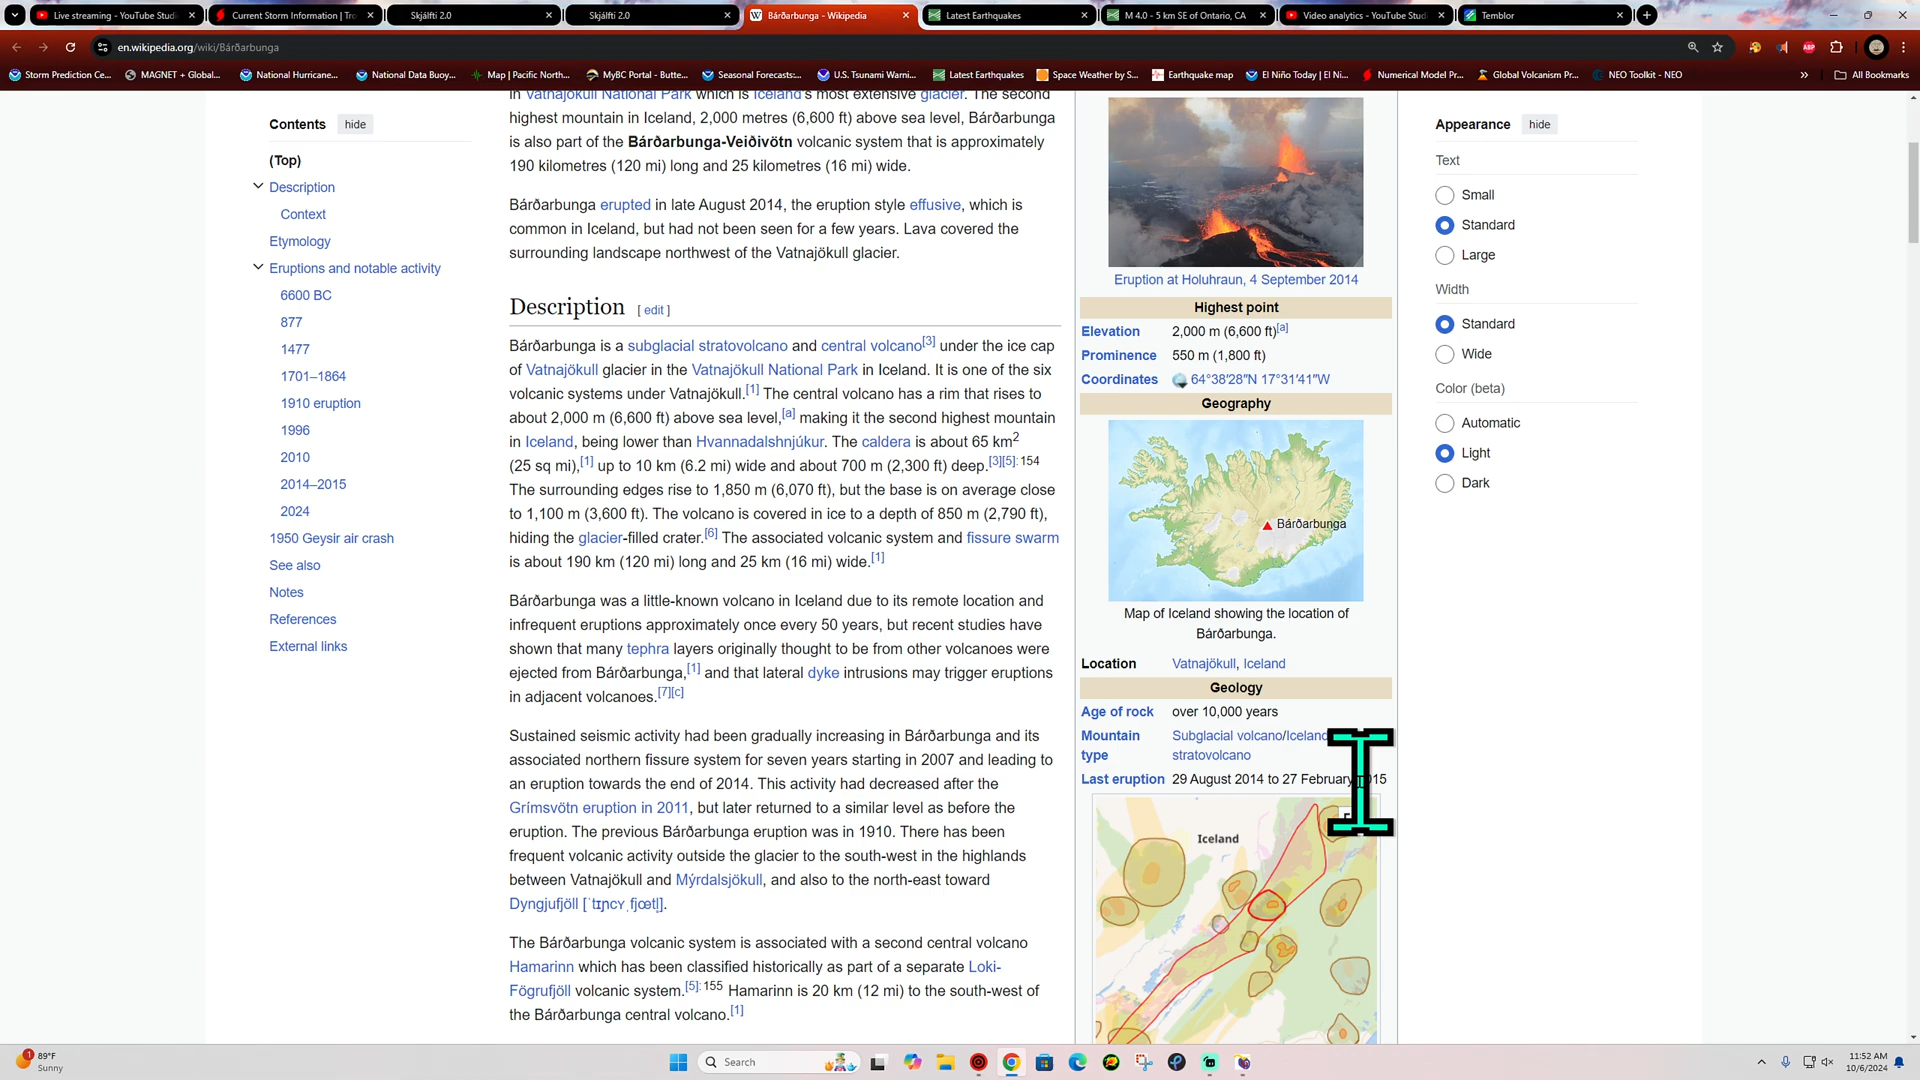 Live streaming - YouTube Studi
Current Storm Information | Tro
Skjálfti 2.0
Skjálfti 2.0
Bárðarbunga - Wikipedia
Latest Earthquakes
M 4.0 - 5 km SE of Ontario, CA
Video analytics - YouTube Studi
Temblor
en.wikipedia.org/wiki/Bárðarbunga
Storm Prediction Ce...
MAGNET + Global...
National Hurricane...
National Data Buoy...
Map | Pacific North...
MyBC Portal - Butte...
Seasonal Forecasts:...
U.S. Tsunami Warni...
Latest Earthquakes
Space Weather by S...
Earthquake map
El Niño Today | El Ni...
Numerical Model Pr...
Global Volcanism Pr...
NEO Toolkit - NEO
»
All Bookmarks
Contents hide
(Top)
Description
Context
Etymology
Eruptions and notable activity
6600 BC
877
1477
1701–1864
1910 eruption
1996
2010
2014–2015
2024
1950 Geysir air crash
See also
Notes
References
External links
in Vatnajökull National Park which is Iceland's most extensive glacier. The second
highest mountain in Iceland, 2,000 metres (6,600 ft) above sea level, Bárðarbunga
is also part of the Bárðarbunga-Veiðivötn volcanic system that is approximately
190 kilometres (120 mi) long and 25 kilometres (16 mi) wide.
Bárðarbunga erupted in late August 2014, the eruption style effusive, which is
common in Iceland, but had not been seen for a few years. Lava covered the
surrounding landscape northwest of the Vatnajökull glacier.
Description [ edit ]
Bárðarbunga is a subglacial stratovolcano and central volcano[3] under the ice cap
of Vatnajökull glacier in the Vatnajökull National Park in Iceland. It is one of the six
volcanic systems under Vatnajökull.[1] The central volcano has a rim that rises to
about 2,000 m (6,600 ft) above sea level,[a] making it the second highest mountain
in Iceland, being lower than Hvannadalshnjúkur. The caldera is about 65 km2
(25 sq mi),[1] up to 10 km (6.2 mi) wide and about 700 m (2,300 ft) deep.[3][5]: 154
The surrounding edges rise to 1,850 m (6,070 ft), but the base is on average close
to 1,100 m (3,600 ft). The volcano is covered in ice to a depth of 850 m (2,790 ft),
hiding the glacier-filled crater.[6] The associated volcanic system and fissure swarm
is about 190 km (120 mi) long and 25 km (16 mi) wide.[1]
Bárðarbunga was a little-known volcano in Iceland due to its remote location and
infrequent eruptions approximately once every 50 years, but recent studies have
shown that many tephra layers originally thought to be from other volcanoes were
ejected from Bárðarbunga,[1] and that lateral dyke intrusions may trigger eruptions
in adjacent volcanoes.[7][c]
Sustained seismic activity had been gradually increasing in Bárðarbunga and its
associated northern fissure system for seven years starting in 2007 and leading to
an eruption towards the end of 2014. This activity had decreased after the
Grímsvötn eruption in 2011, but later returned to a similar level as before the
eruption. The previous Bárðarbunga eruption was in 1910. There has been
frequent volcanic activity outside the glacier to the south-west in the highlands
between Vatnajökull and Mýrdalsjökull, and also to the north-east toward
Dyngjufjöll [ˈtɪɲcʏˌfjœtl̥].
The Bárðarbunga volcanic system is associated with a second central volcano
Hamarinn which has been classified historically as part of a separate Loki-
Fögrufjöll volcanic system.[5]: 155 Hamarinn is 20 km (12 mi) to the south-west of
the Bárðarbunga central volcano.[1]
Eruption at Holuhraun, 4 September 2014
Highest point
Elevation 2,000 m (6,600 ft)[a]
Prominence 550 m (1,800 ft)
Coordinates 64°38′28″N 17°31′41″W
Geography
Bárðarbunga
Map of Iceland showing the location of
Bárðarbunga.
Location Vatnajökull, Iceland
Geology
Age of rock over 10,000 years
Mountain type Subglacial volcano/Iceland
stratovolcano
Last eruption 29 August 2014 to 27 February 015
Iceland
Appearance hide
Text
Small
Standard
Large
Width
Standard
Wide
Color (beta)
Automatic
Light
Dark
1
89°F
Sunny
Search
11:52 AM
10/6/2024